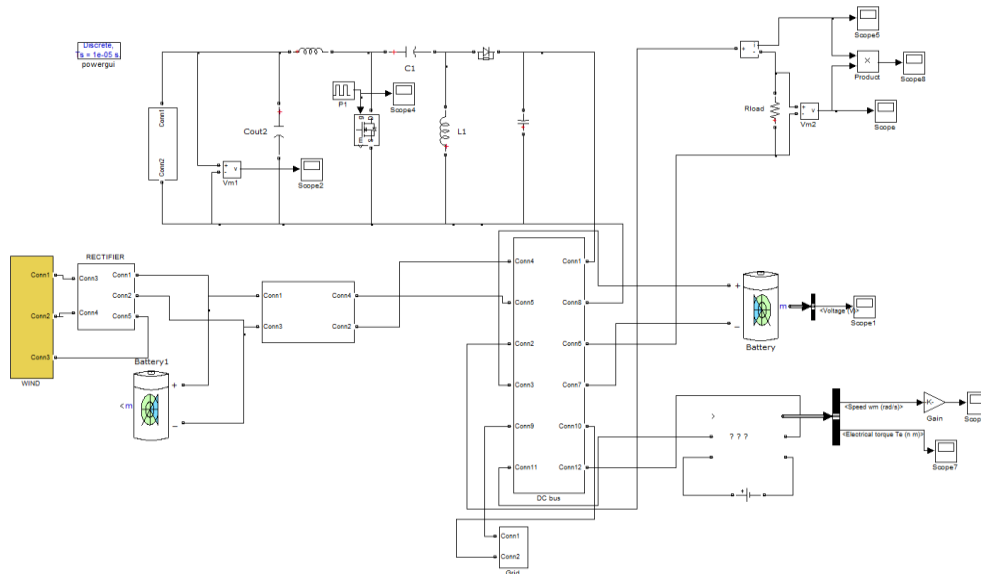 Discrete,
Ts = 1e-05 s.
powergui
Conn1
Conn2
Cout2
+
+
-
v
Vm1
Scope2
P1
Scope4
C1
L1
+
i
-
Scope5
×
Product
Scope8
Rload
+
-
v
Vm2
Scope
RECTIFIER
Conn1
Conn2
Conn3
WIND
Conn3
Conn4
Conn1
Conn2
Conn5
Battery1
+
<m
-
Conn1
Conn3
Conn4
Conn2
Conn4
Conn5
Conn2
Conn3
Conn9
Conn11
Conn1
Conn8
Conn6
Conn7
Conn10
Conn12
DC bus
+
m
-
Battery
<Voltage (V)>
Scope1
? ? ?
<Speed wm (rad/s)>
<Electrical torque Te (n m)>
K-
Gain
Scope7
Conn1
Conn2
Grid